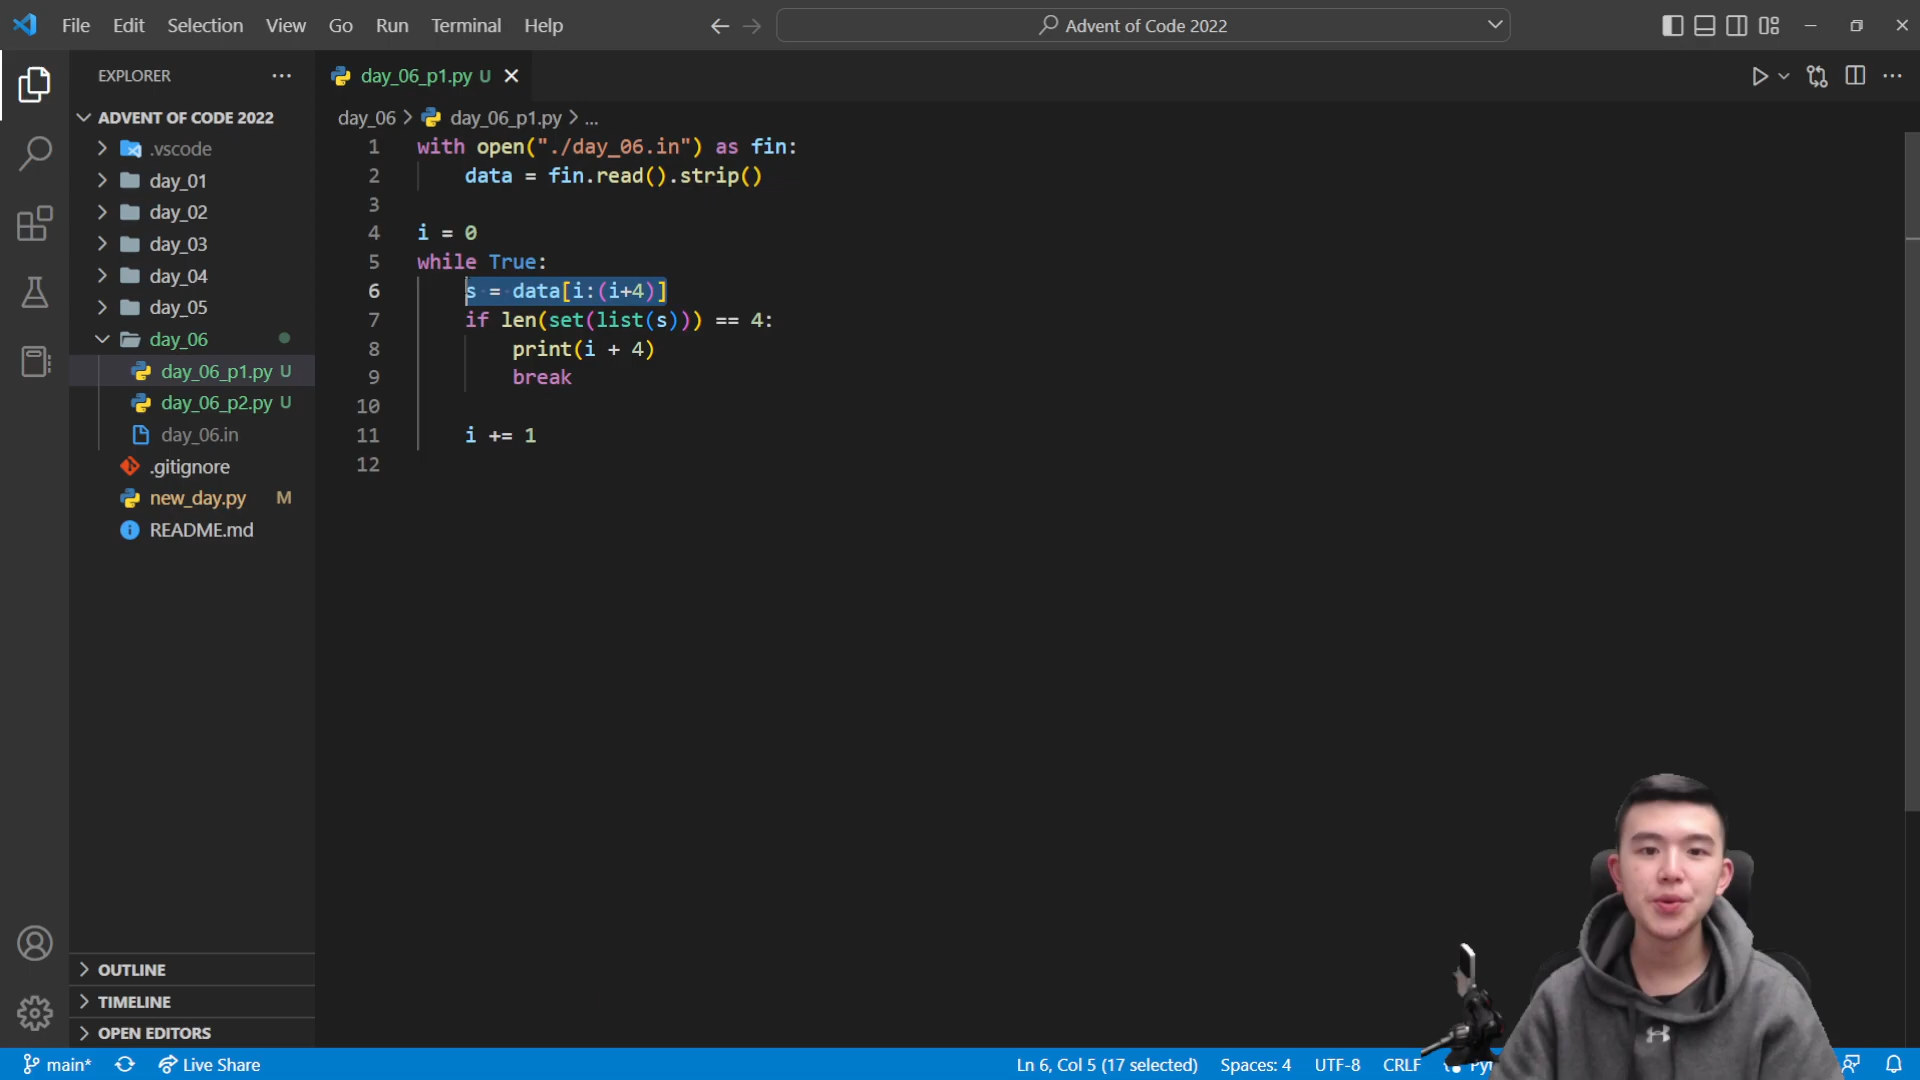 File Edit Selection View Go Run Terminal Help
Advent of Code 2022
EXPLORER
day_06_p1.py U
ADVENT OF CODE 2022
.vscode
day_01
day_02
day_03
day_04
day_05
day_06
day_06_p1.py U
day_06_p2.py U
day_06.in
.gitignore
new_day.py M
README.md
OUTLINE
TIMELINE
OPEN EDITORS
day_06 > day_06_p1.py > ...
1 with open("./day_06.in") as fin:
2 data = fin.read().strip()
3
4 i = 0
5 while True:
6 s = data[i:(i+4)]
7 if len(set(list(s))) == 4:
8 print(i + 4)
9 break
10
11 i += 1
12
main* Live Share Ln 6, Col 5 (17 selected) Spaces: 4 UTF-8 CRLF